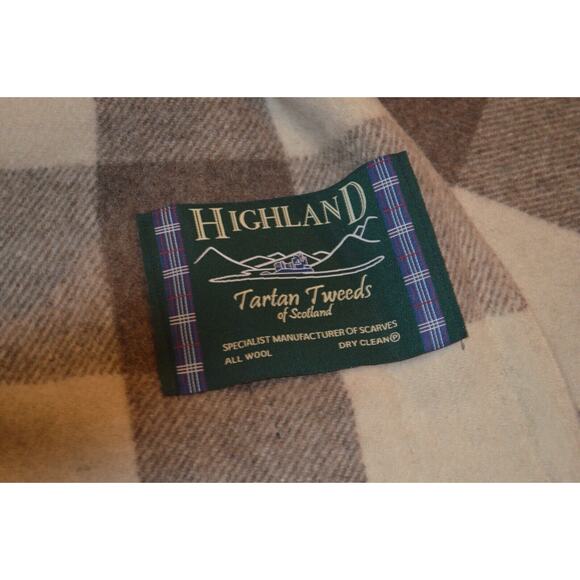 HIGHLAND
Tartan Tweeds
of Scotland
SPECIALIST MANUFACTURER OF SCARVES
ALL WOOL DRY CLEAN Ⓟ